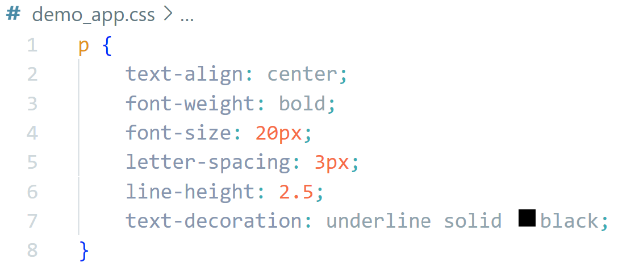 # demo_app.css > ...
1 p {
2 text-align: center;
3 font-weight: bold;
4 font-size: 20px;
5 letter-spacing: 3px;
6 line-height: 2.5;
7 text-decoration: underline solid black;
8 }